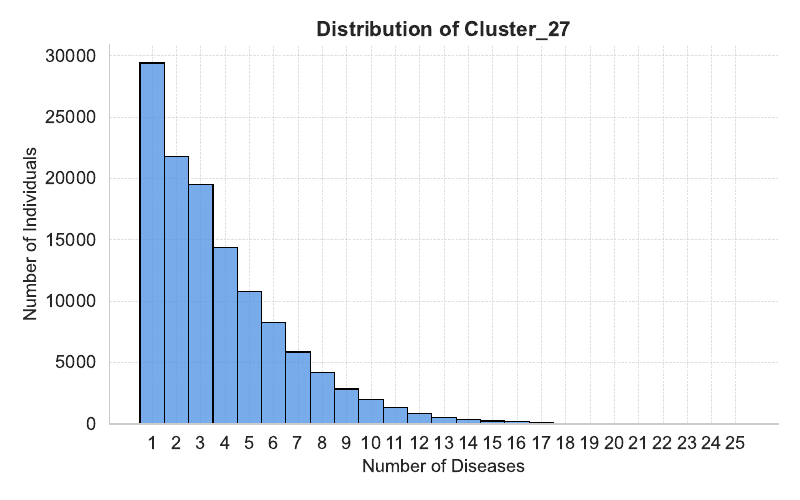 Distribution of Cluster_27
Number of Individuals
30000
25000
20000
15000
10000
5000
0
1 2 3 4 5 6 7 8 9 10 11 12 13 14 15 16 17 18 19 20 21 22 23 24 25
Number of Diseases